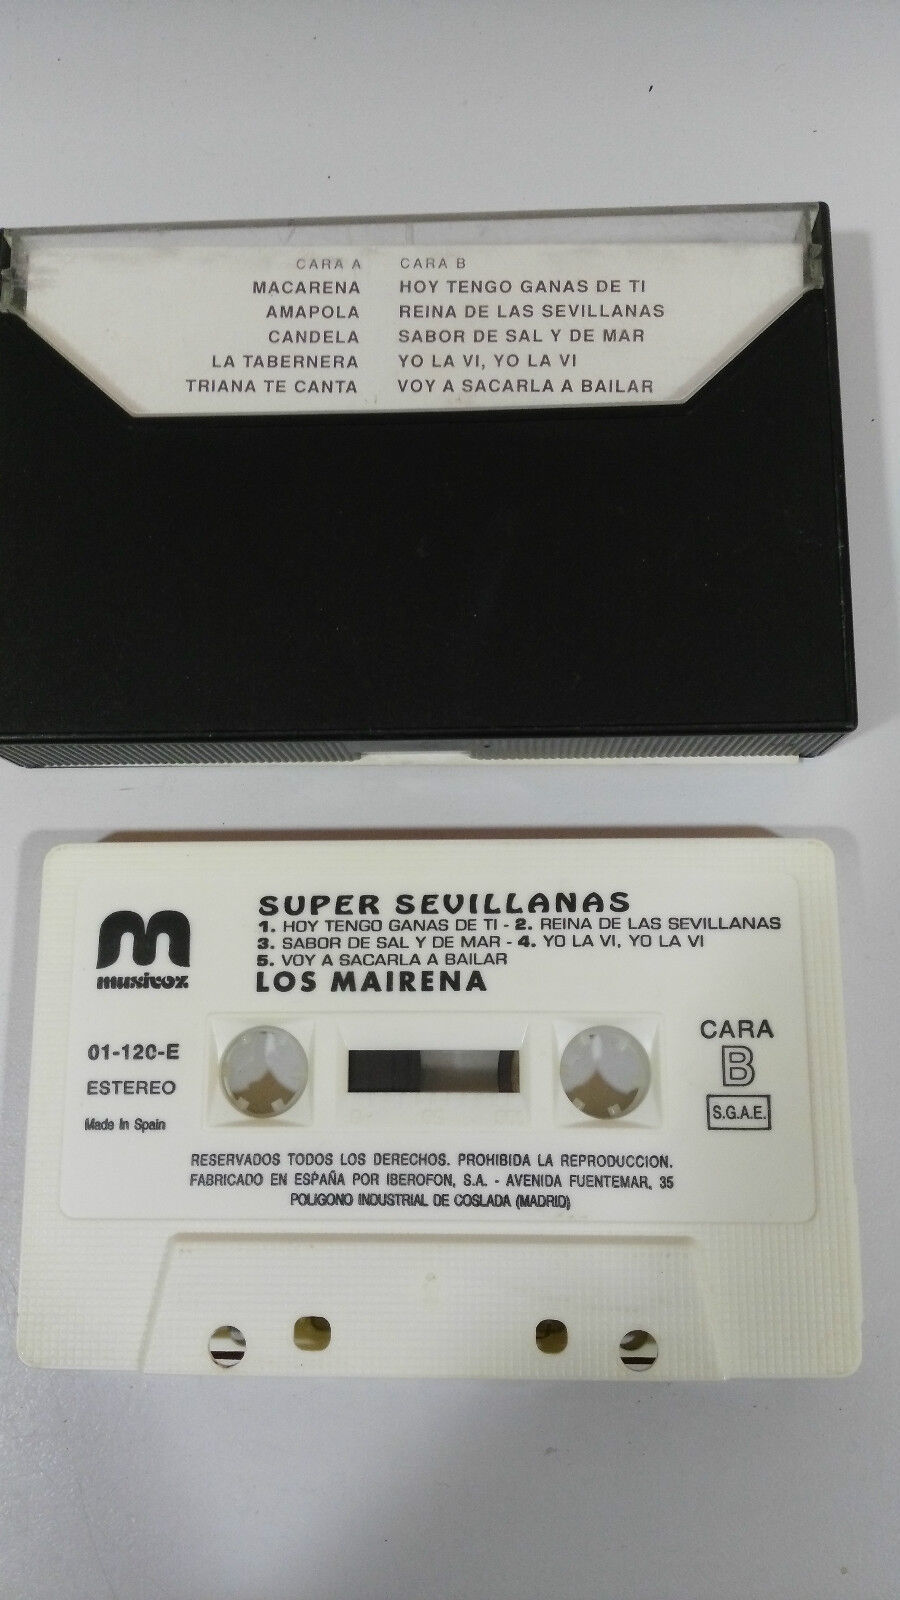 CARA A CARA B
MACARENA HOY TENGO GANAS DE TI
AMAPOLA REINA DE LAS SEVILLANAS
CANDELA SABOR DE SAL Y DE MAR
LA TABERNERA YO LA VI, YO LA VI
TRIANA TE CANTA VOY A SACARLA A BAILAR
SUPER SEVILLANAS
1. HOY TENGO GANAS DE TI - 2. REINA DE LAS SEVILLANAS
3. SABOR DE SAL Y DE MAR - 4. YO LA VI, YO LA VI
5. VOY A SACARLA A BAILAR
LOS MAIRENA
musivoz
01-120-E
ESTEREO
Made In Spain
CARA
B
S.G.A.E.
RESERVADOS TODOS LOS DERECHOS. PROHIBIDA LA REPRODUCCION.
FABRICADO EN ESPAÑA POR IBEROFON, S.A. - AVENIDA FUENTEMAR, 35
POLIGONO INDUSTRIAL DE COSLADA (MADRID)